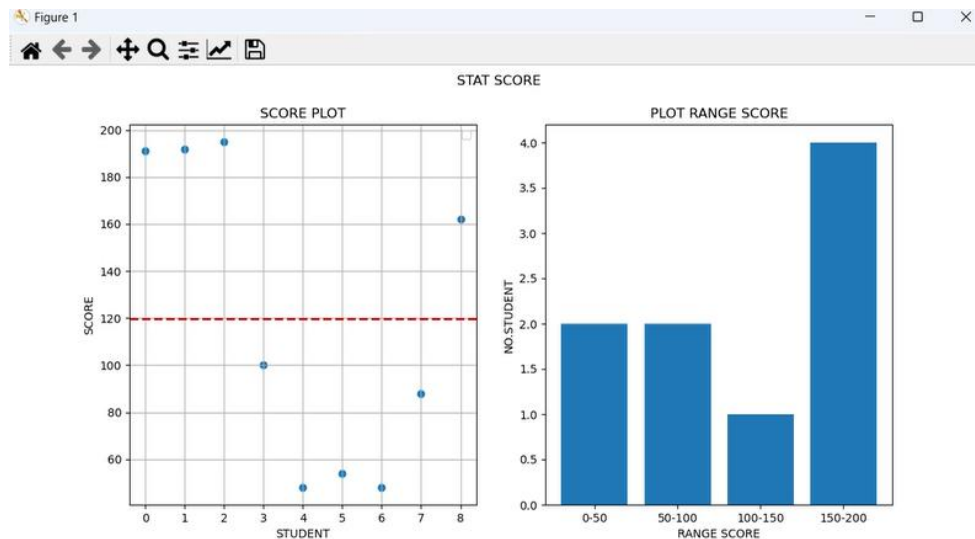 Figure 1
STAT SCORE
SCORE PLOT
200
180
160
140
120
100
80
60
SCORE
0 1 2 3 4 5 6 7 8
STUDENT
PLOT RANGE SCORE
4.0
3.5
3.0
2.5
2.0
1.5
1.0
0.5
0.0
NO.STUDENT
0-50 50-100 100-150 150-200
RANGE SCORE